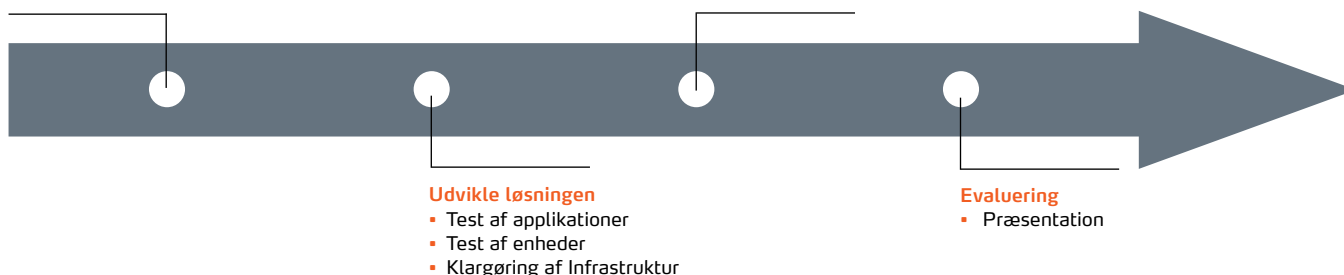 Udvikle løsningen
▪ Test af applikationer
▪ Test af enheder
▪ Klargøring af Infrastruktur
Evaluering
▪ Præsentation